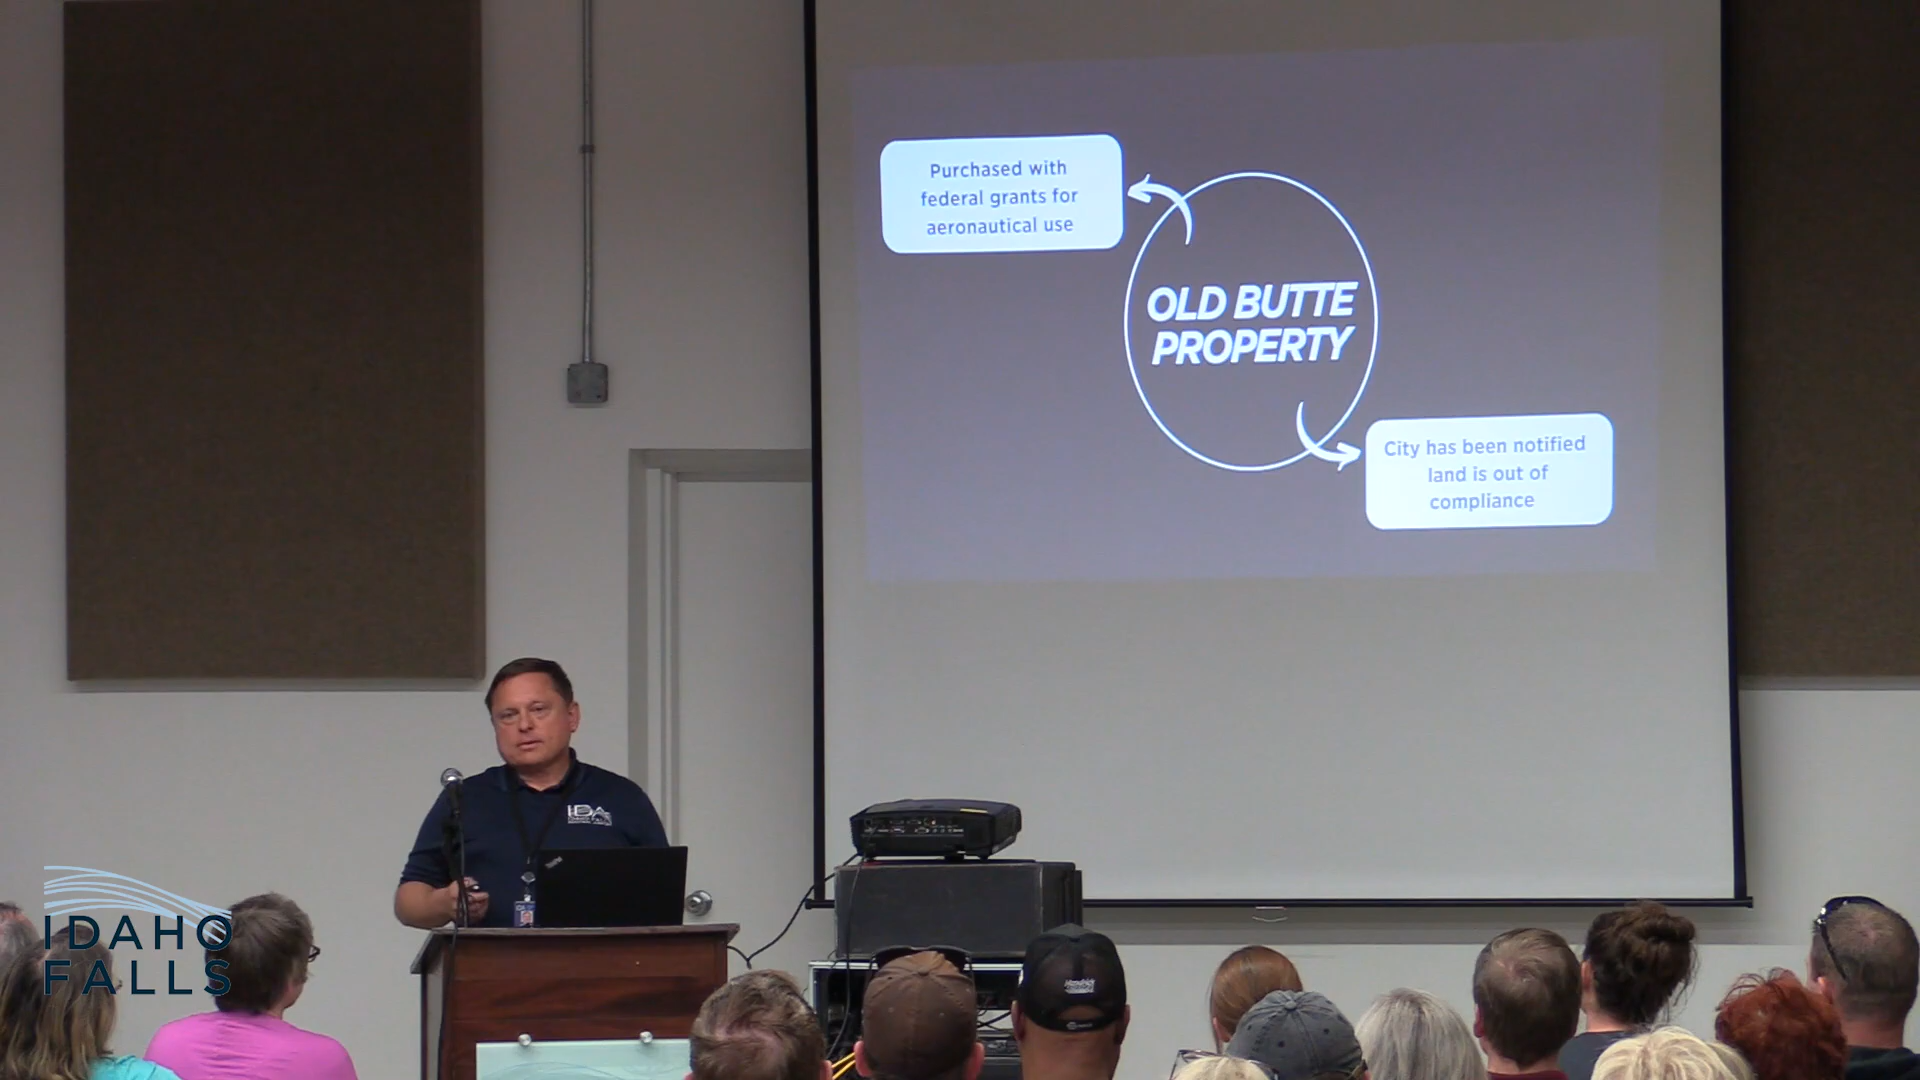 Purchased with
federal grants for
aeronautical use
OLD BUTTE
PROPERTY
City has been notified
land is out of
compliance
IDA
IDAHO
FALLS